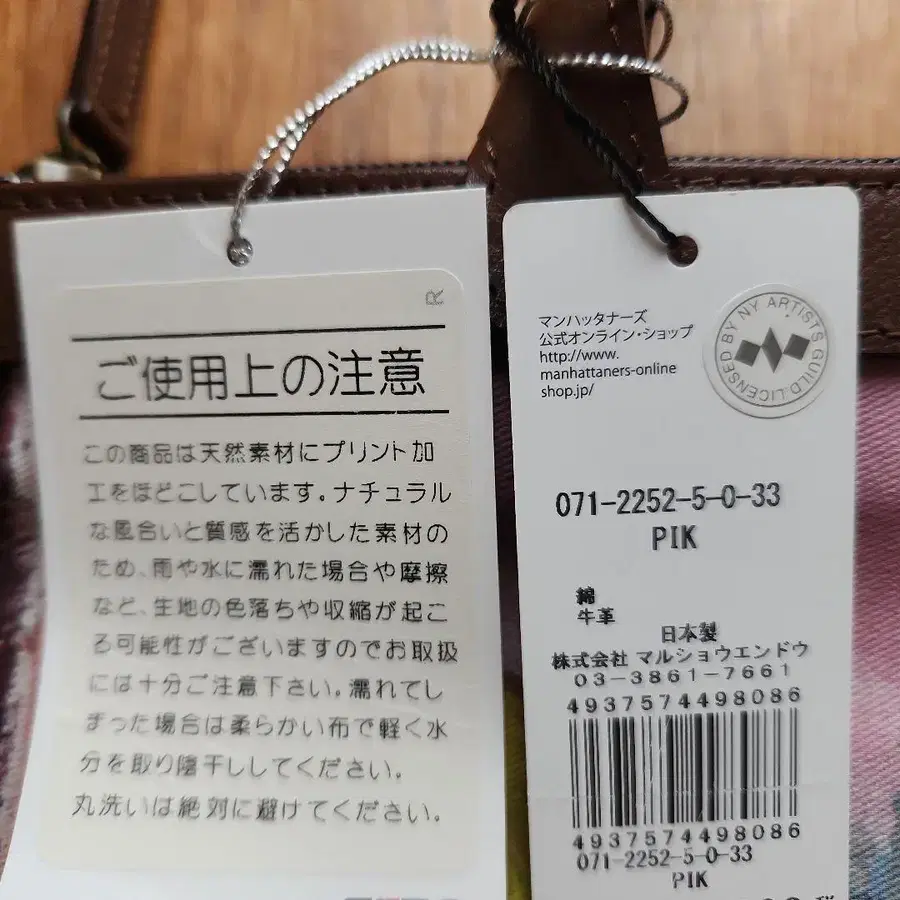 R
ご使用上の注意
この商品は天然素材にプリント加
工をほどこしています。ナチュラル
な風合いと質感を活かした素材の
ため、雨や水に濡れた場合や摩擦
など、生地の色落ちや収縮が起こ
る可能性がございますのでお取扱
には十分ご注意下さい。濡れてし
まった場合は柔らかい布で軽く水
分を取り陰干ししてください。
丸洗いは絶対に避けてください。
マンハッタナーズ
公式オンライン・ショップ
http://www.
manhattaners-online
shop.jp/
LICENSED BY NY ARTISTS GUILD
071-2252-5-0-33
PIK
綿
牛革
日本製
株式会社 マルショウエンドウ
03-3861-7661
4937574498086
4937574498086
071-2252-5-0-33
PIK